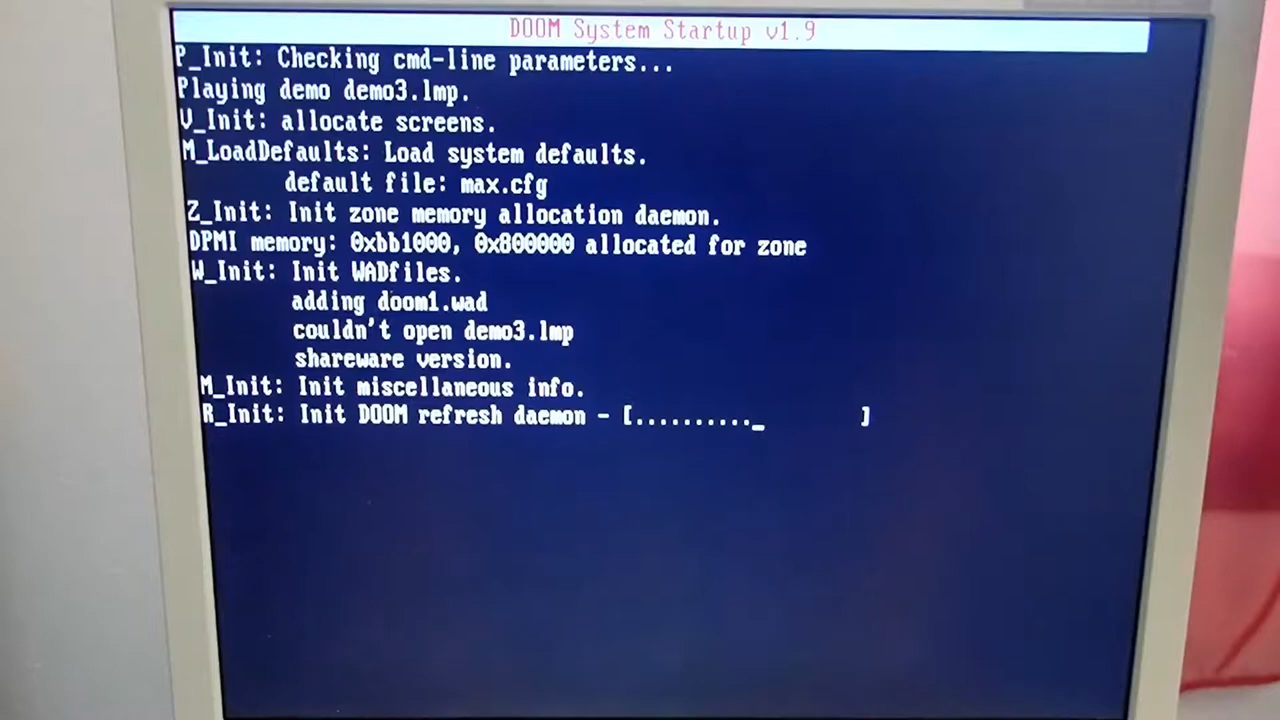 DOOM System Startup v1.9
P_Init: Checking cmd-line parameters...
Playing demo demo3.lmp.
V_Init: allocate screens.
M_LoadDefaults: Load system defaults.
default file: max.cfg
Z_Init: Init zone memory allocation daemon.
DPMI memory: 0xbb1000, 0x800000 allocated for zone
W_Init: Init WADfiles.
adding doom1.wad
couldn't open demo3.lmp
shareware version.
M_Init: Init miscellaneous info.
R_Init: Init DOOM refresh daemon - [.........._ ]